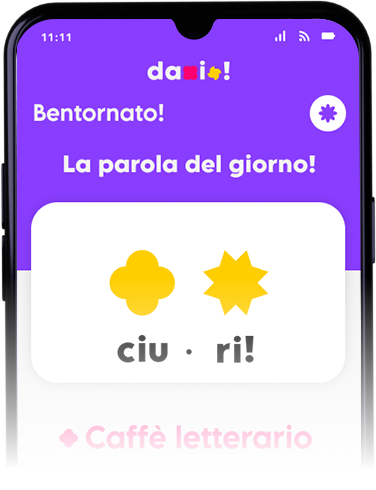 11:11
da i !
Bentornato!
La parola del giorno!
ciu · ri!
Caffè letterario